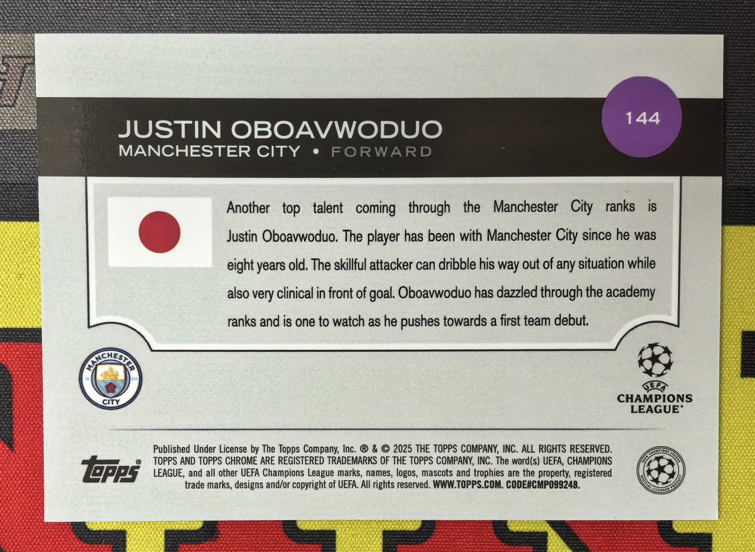 JUSTIN OBOAVWODUO
MANCHESTER CITY • FORWARD
144
Another top talent coming through the Manchester City ranks is
Justin Oboavwoduo. The player has been with Manchester City since he was
eight years old. The skillful attacker can dribble his way out of any situation while
also very clinical in front of goal. Oboavwoduo has dazzled through the academy
ranks and is one to watch as he pushes towards a first team debut.
MANCHESTER
CITY
UEFA
CHAMPIONS
LEAGUE
Topps
Published Under License by The Topps Company, Inc. ® & © 2025 THE TOPPS COMPANY, INC. ALL RIGHTS RESERVED.
TOPPS AND TOPPS CHROME ARE REGISTERED TRADEMARKS OF THE TOPPS COMPANY, INC. The word(s) UEFA, CHAMPIONS
LEAGUE, and all other UEFA Champions League marks, names, logos, mascots and trophies are the property, registered
trade marks, designs and/or copyright of UEFA. All rights reserved. WWW.TOPPS.COM. CODE#CMP099248.